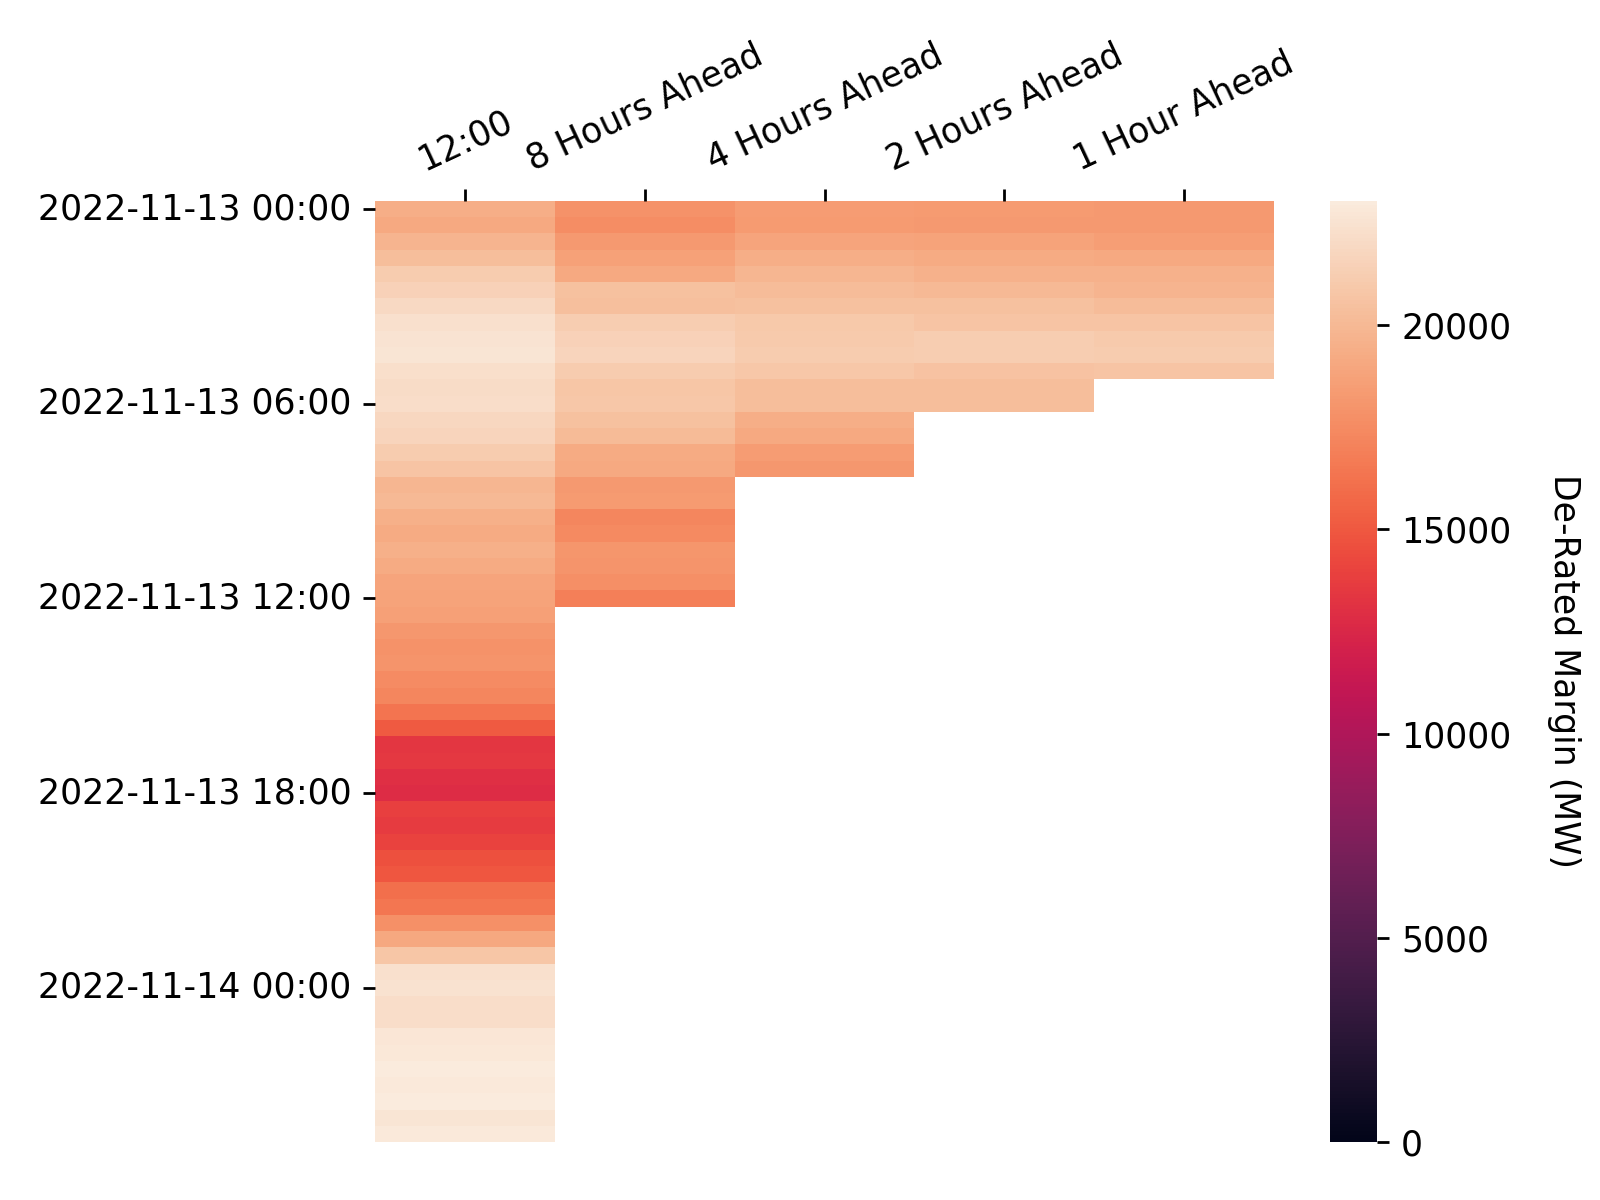 12:00
8 Hours Ahead
4 Hours Ahead
2 Hours Ahead
1 Hour Ahead
2022-11-13 00:00
2022-11-13 06:00
2022-11-13 12:00
2022-11-13 18:00
2022-11-14 00:00
20000
15000
10000
5000
0
De-Rated Margin (MW)